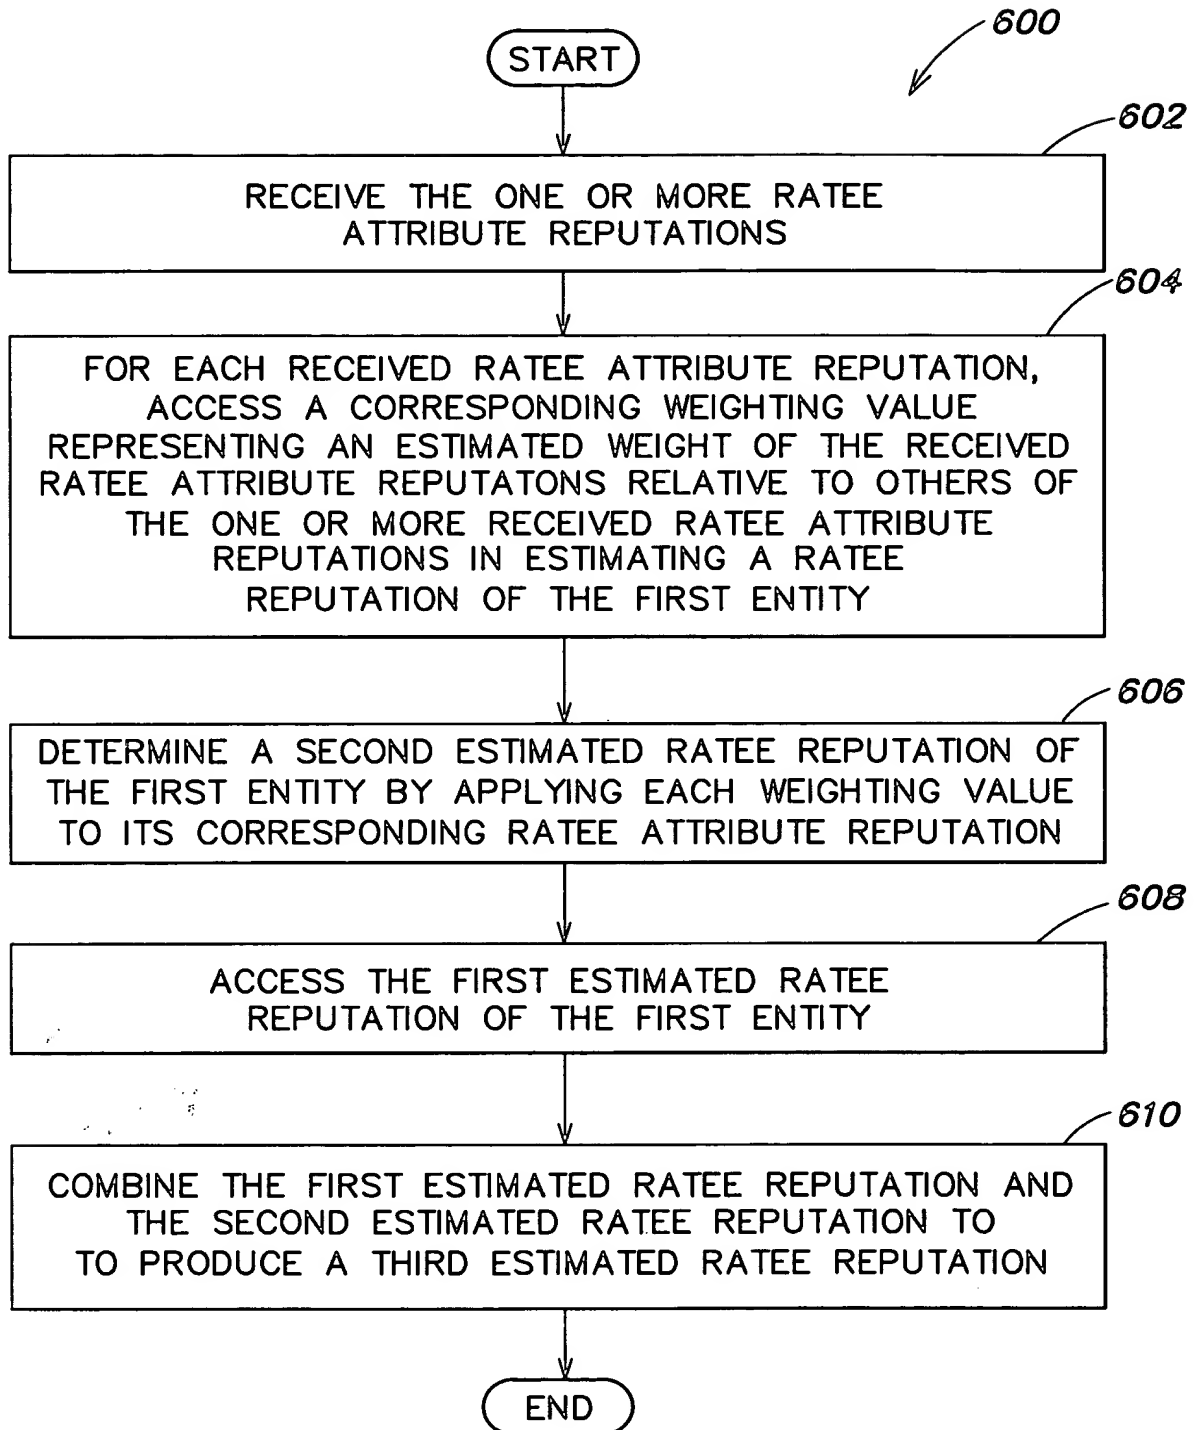 600
START
602
RECEIVE THE ONE OR MORE RATEE
ATTRIBUTE REPUTATIONS
604
FOR EACH RECEIVED RATEE ATTRIBUTE REPUTATION,
ACCESS A CORRESPONDING WEIGHTING VALUE
REPRESENTING AN ESTIMATED WEIGHT OF THE RECEIVED
RATEE ATTRIBUTE REPUTATONS RELATIVE TO OTHERS OF
THE ONE OR MORE RECEIVED RATEE ATTRIBUTE
REPUTATIONS IN ESTIMATING A RATEE
REPUTATION OF THE FIRST ENTITY
606
DETERMINE A SECOND ESTIMATED RATEE REPUTATION OF
THE FIRST ENTITY BY APPLYING EACH WEIGHTING VALUE
TO ITS CORRESPONDING RATEE ATTRIBUTE REPUTATION
608
ACCESS THE FIRST ESTIMATED RATEE
REPUTATION OF THE FIRST ENTITY
610
COMBINE THE FIRST ESTIMATED RATEE REPUTATION AND
THE SECOND ESTIMATED RATEE REPUTATION TO
TO PRODUCE A THIRD ESTIMATED RATEE REPUTATION
END